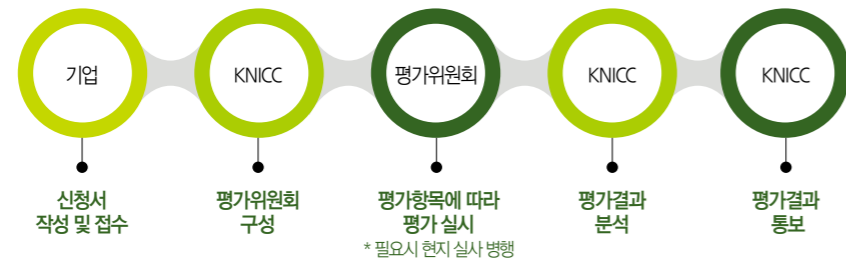 기업
KNICC
평가위원회
KNICC
KNICC
신청서
작성 및 접수
평가위원회
구성
평가항목에 따라
평가 실시
* 필요시 현지 실사 병행
평가결과
분석
평가결과
통보